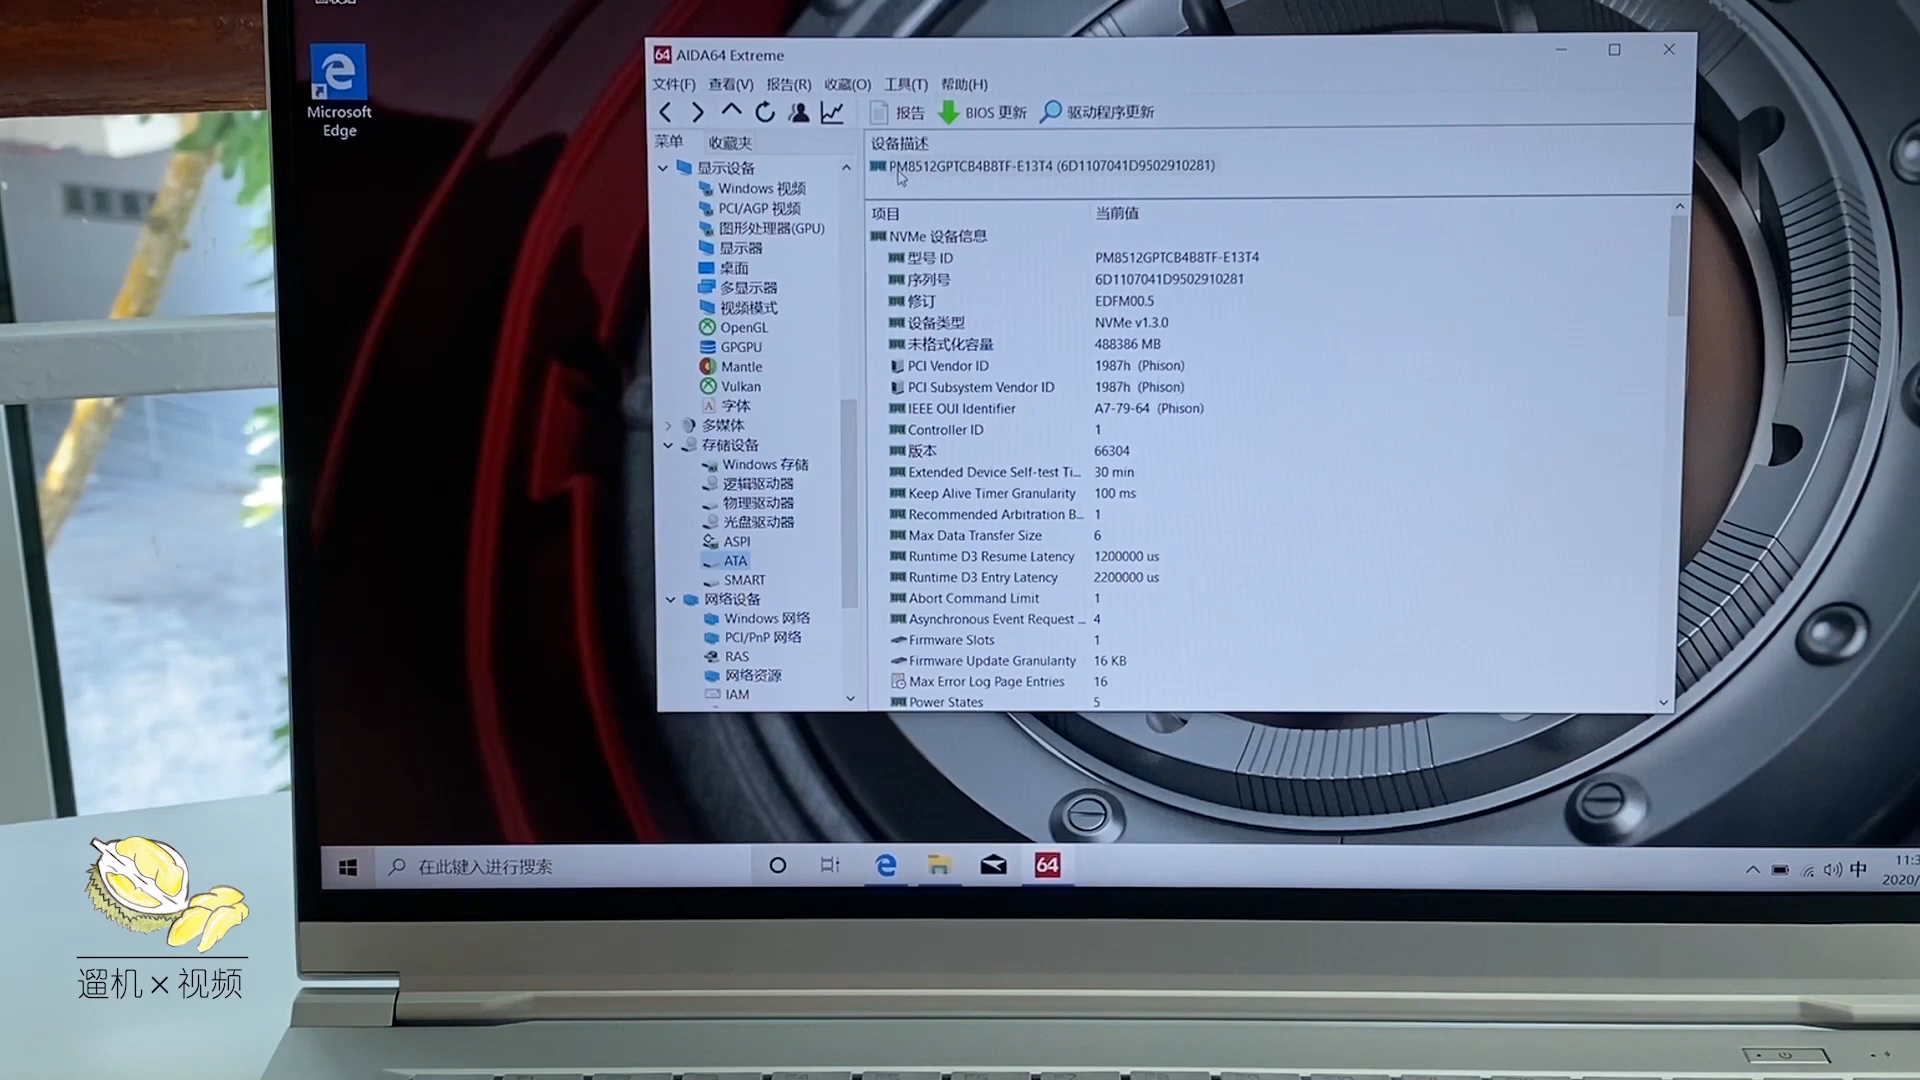 Microsoft
Edge
64 AIDA64 Extreme
文件(F) 查看(V) 报告(R) 收藏(O) 工具(T) 帮助(H)
报告 BIOS 更新 驱动程序更新
菜单 收藏夹
显示设备
Windows 视频
PCI/AGP 视频
图形处理器(GPU)
显示器
桌面
多显示器
视频模式
OpenGL
GPGPU
Mantle
Vulkan
字体
多媒体
存储设备
Windows 存储
逻辑驱动器
物理驱动器
光盘驱动器
ASPI
ATA
SMART
网络设备
Windows 网络
PCI/PnP 网络
RAS
网络资源
IAM
设备描述
PM8512GPTCB4B8TF-E13T4 (6D1107041D9502910281)
项目 当前值
NVMe 设备信息
型号 ID PM8512GPTCB4B8TF-E13T4
序列号 6D1107041D9502910281
修订 EDFM00.5
设备类型 NVMe v1.3.0
未格式化容量 488386 MB
PCI Vendor ID 1987h (Phison)
PCI Subsystem Vendor ID 1987h (Phison)
IEEE OUI Identifier A7-79-64 (Phison)
Controller ID 1
版本 66304
Extended Device Self-test Ti... 30 min
Keep Alive Timer Granularity 100 ms
Recommended Arbitration B... 1
Max Data Transfer Size 6
Runtime D3 Resume Latency 1200000 us
Runtime D3 Entry Latency 2200000 us
Abort Command Limit 1
Asynchronous Event Request ... 4
Firmware Slots 1
Firmware Update Granularity 16 KB
Max Error Log Page Entries 16
Power States 5
在此键入进行搜索
64
中
11:3
2020/
遛机×视频